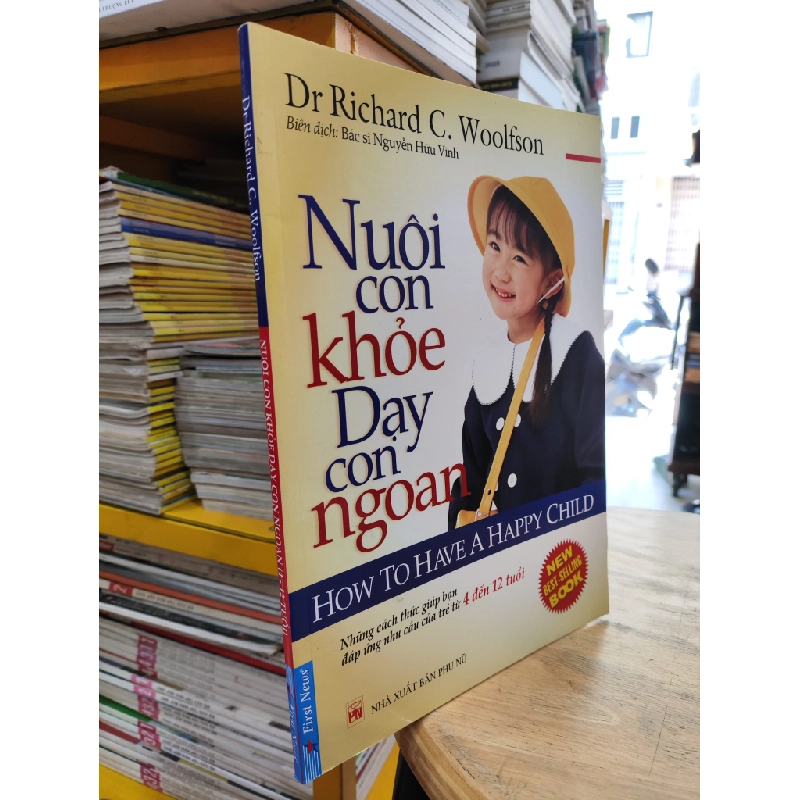 Dr Richard C. Woolfson
Biên dịch: Bác sĩ Nguyễn Hữu Vinh
Nuôi
con
khỏe
Dạy
con
ngoan
HOW TO HAVE A HAPPY CHILD
NEW
BEST-SELLING
BOOK
Những cách thức giúp bạn
đáp ứng nhu cầu của trẻ từ 4 đến 12 tuổi
NHÀ XUẤT BẢN PHỤ NỮ
PN
First News
Dr Richard C. Woolfson
NUÔI CON KHỎE DẠY CON NGOAN